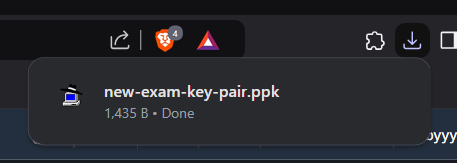 4
new-exam-key-pair.ppk
1,435 B • Done